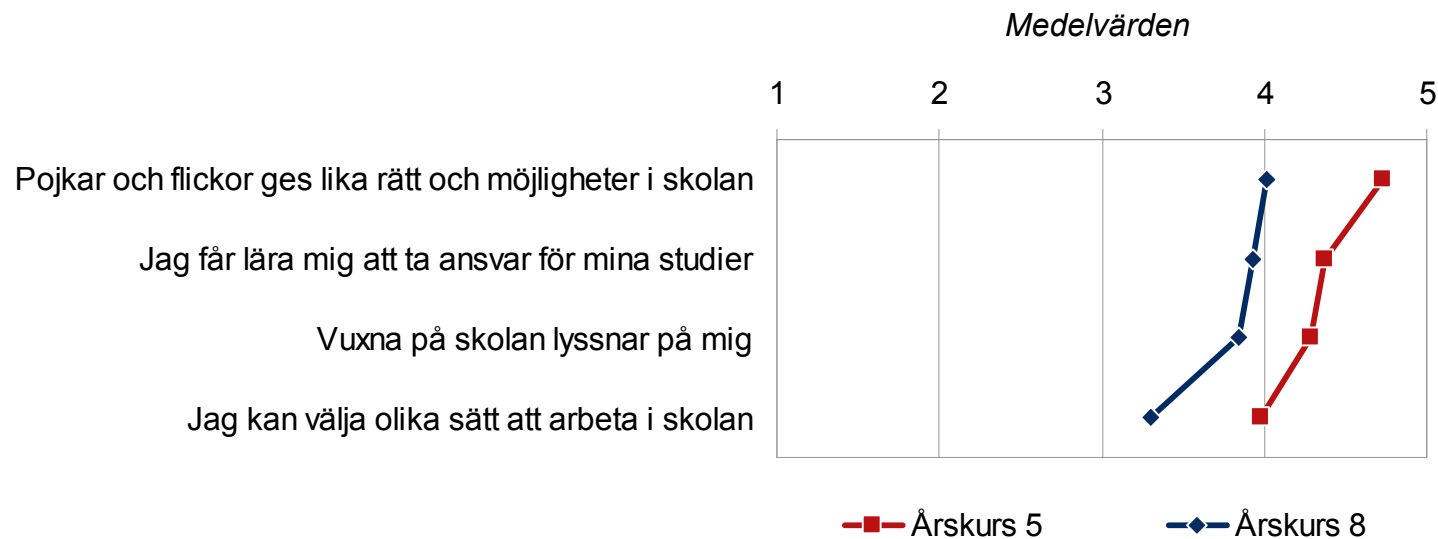 Medelvärden
1 2 3 4 5
Pojkar och flickor ges lika rätt och möjligheter i skolan
Jag får lära mig att ta ansvar för mina studier
Vuxna på skolan lyssnar på mig
Jag kan välja olika sätt att arbeta i skolan
Årskurs 5 Årskurs 8